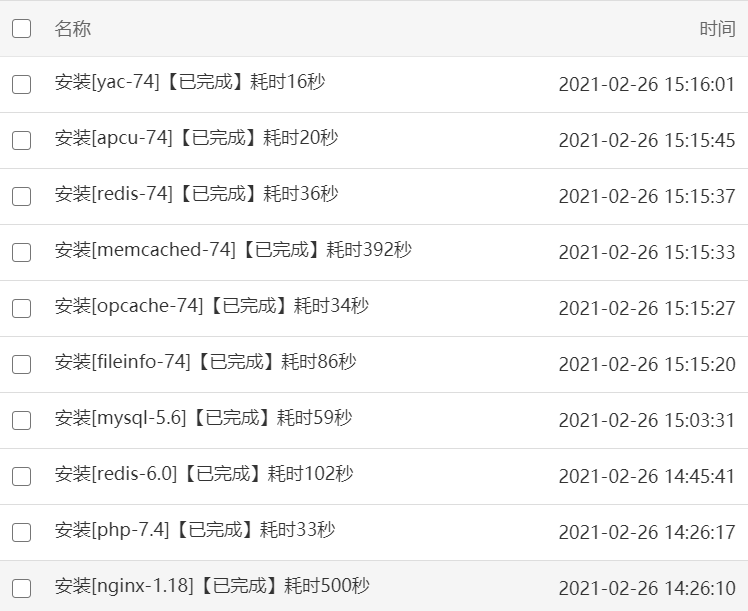 名称 时间
安装[yac-74]【已完成】耗时16秒 2021-02-26 15:16:01
安装[apcu-74]【已完成】耗时20秒 2021-02-26 15:15:45
安装[redis-74]【已完成】耗时36秒 2021-02-26 15:15:37
安装[memcached-74]【已完成】耗时392秒 2021-02-26 15:15:33
安装[opcache-74]【已完成】耗时34秒 2021-02-26 15:15:27
安装[fileinfo-74]【已完成】耗时86秒 2021-02-26 15:15:20
安装[mysql-5.6]【已完成】耗时59秒 2021-02-26 15:03:31
安装[redis-6.0]【已完成】耗时102秒 2021-02-26 14:45:41
安装[php-7.4]【已完成】耗时33秒 2021-02-26 14:26:17
安装[nginx-1.18]【已完成】耗时500秒 2021-02-26 14:26:10